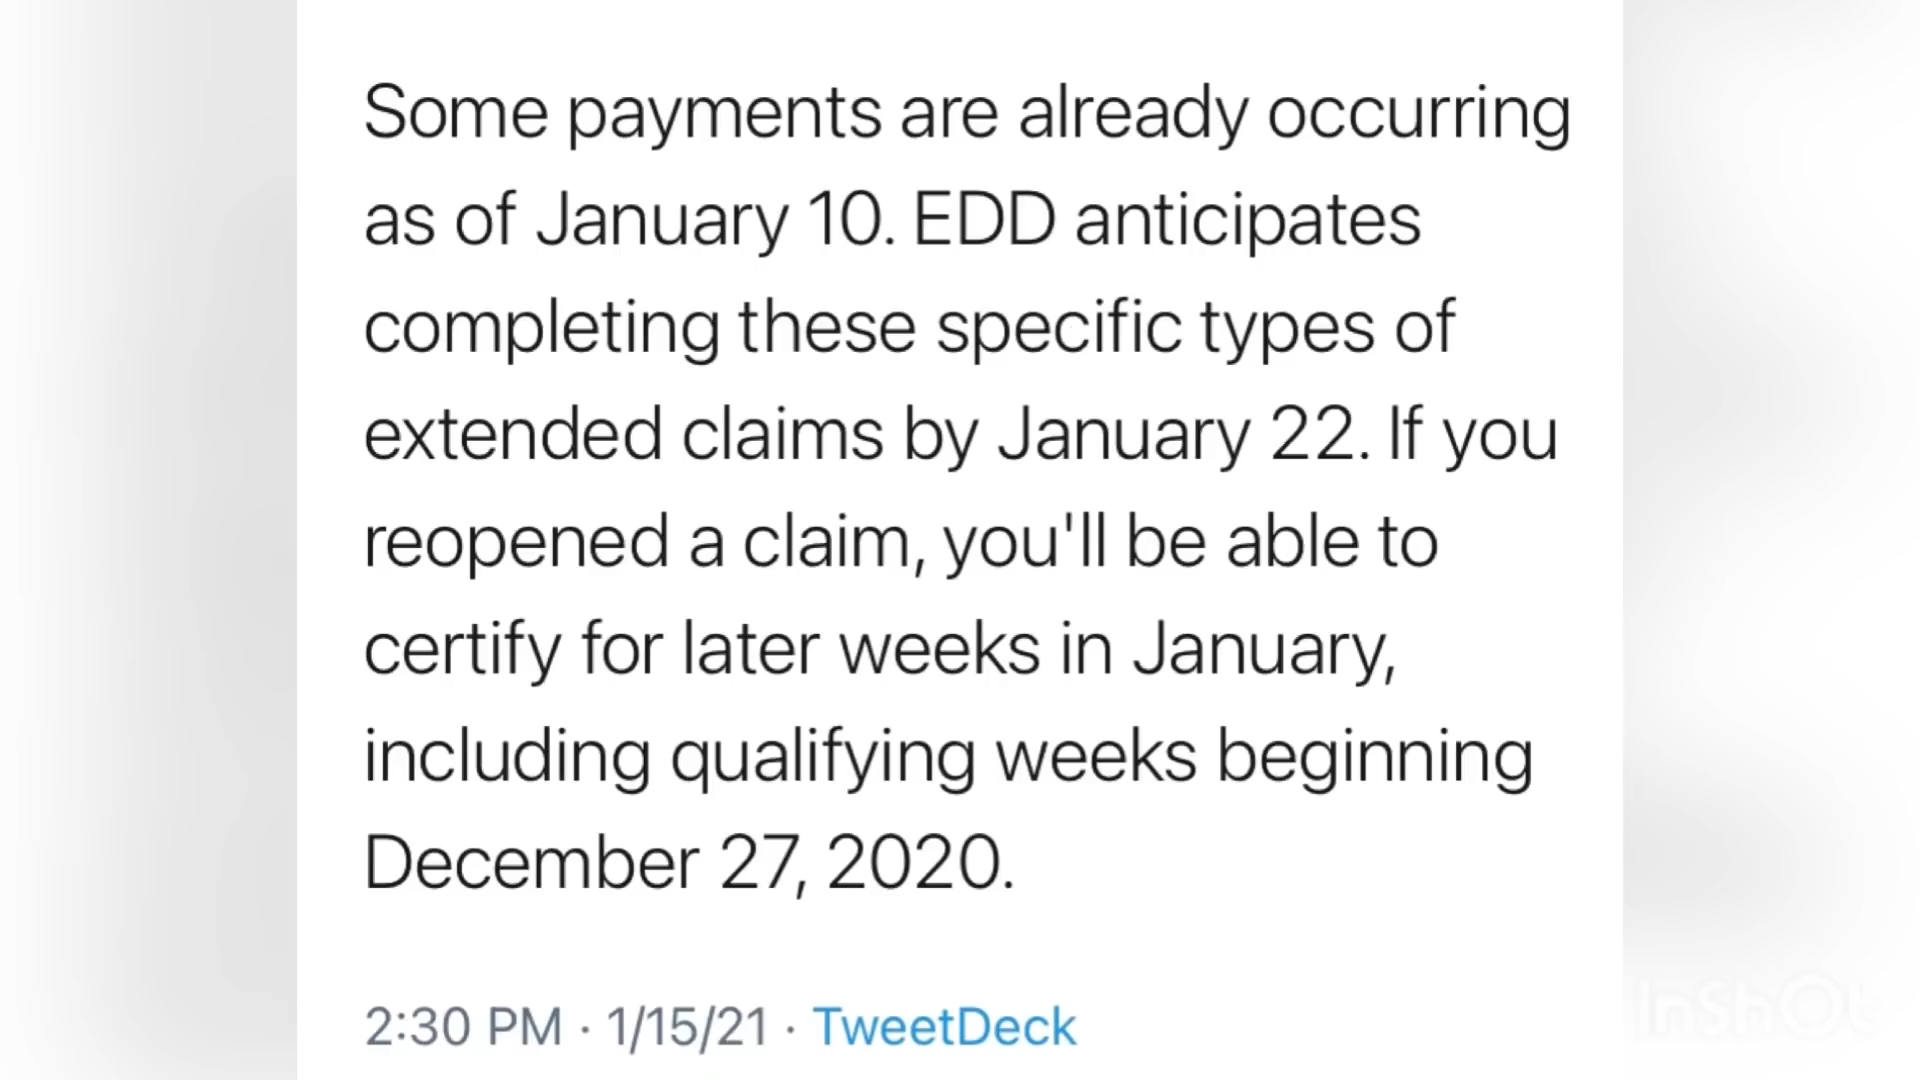 Some payments are already occurring
as of January 10. EDD anticipates
completing these specific types of
extended claims by January 22. If you
reopened a claim, you'll be able to
certify for later weeks in January,
including qualifying weeks beginning
December 27, 2020.
2:30 PM · 1/15/21 · TweetDeck
InShOt